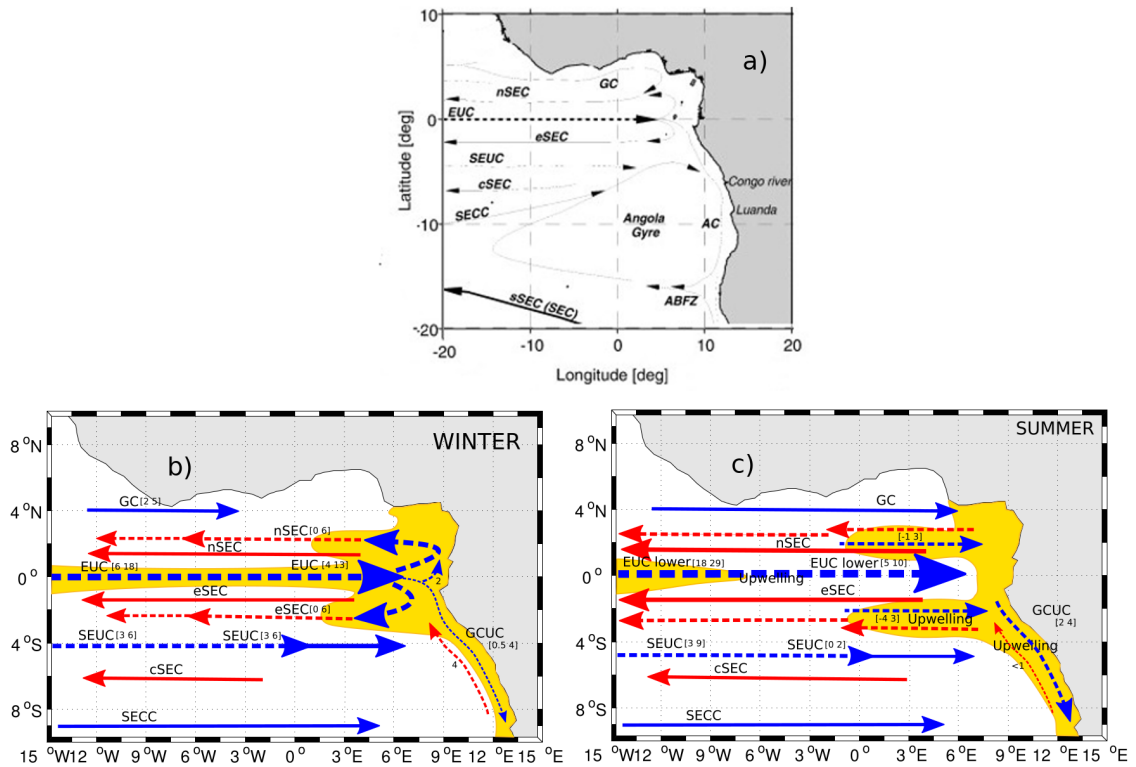 10
a)
nSEC
GC
EUC
0
eSEC
SEUC
Congo river
cSEC
Luanda
SECC
-10
Angola
Gyre
AC
sSEC (SEC)
ABFZ
-20
-20
-10
0
10
20
Latitude [deg]
Longitude [deg]
8 °N
WINTER
b)
GC[2 5]
4 °N
nSEC[0 6]
nSEC
EUC [6 18]
EUC [4 13]
0 °
2
eSEC
eSEC[0 6]
SEUC[3 6]
SEUC[3 6]
GCUC
[0.5 4]
4 °S
4
cSEC
8 °S
SECC
15 °W
12 °W
9 °W
6 °W
3 °W
0 °
3 °E
6 °E
9 °E
12 °E
15 °E
8 °N
SUMMER
c)
GC
4 °N
[-1 3]
nSEC
EUC lower[18 29]
EUC lower[5 10]
0 °
Upwelling
eSEC
GCUC
[2 4]
[-4 3]
Upwelling
SEUC[3 9]
SEUC[0 2]
Upwelling
4 °S
<1
cSEC
8 °S
SECC
15 °W
12 °W
9 °W
6 °W
3 °W
0 °
3 °E
6 °E
9 °E
12 °E
15 °E